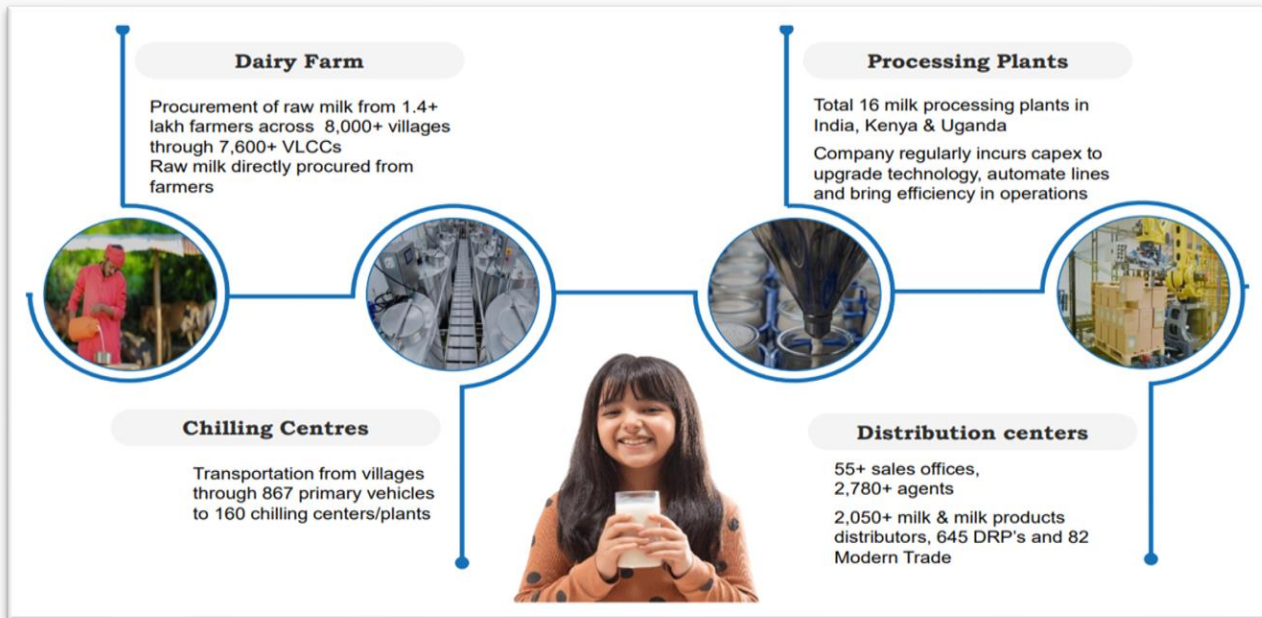 Dairy Farm
Procurement of raw milk from 1.4+
lakh farmers across 8,000+ villages
through 7,600+ VLCCs
Raw milk directly procured from
farmers
Chilling Centres
Transportation from villages
through 867 primary vehicles
to 160 chilling centers/plants
Processing Plants
Total 16 milk processing plants in
India, Kenya & Uganda
Company regularly incurs capex to
upgrade technology, automate lines
and bring efficiency in operations
Distribution centers
55+ sales offices,
2,780+ agents
2,050+ milk & milk products
distributors, 645 DRP's and 82
Modern Trade